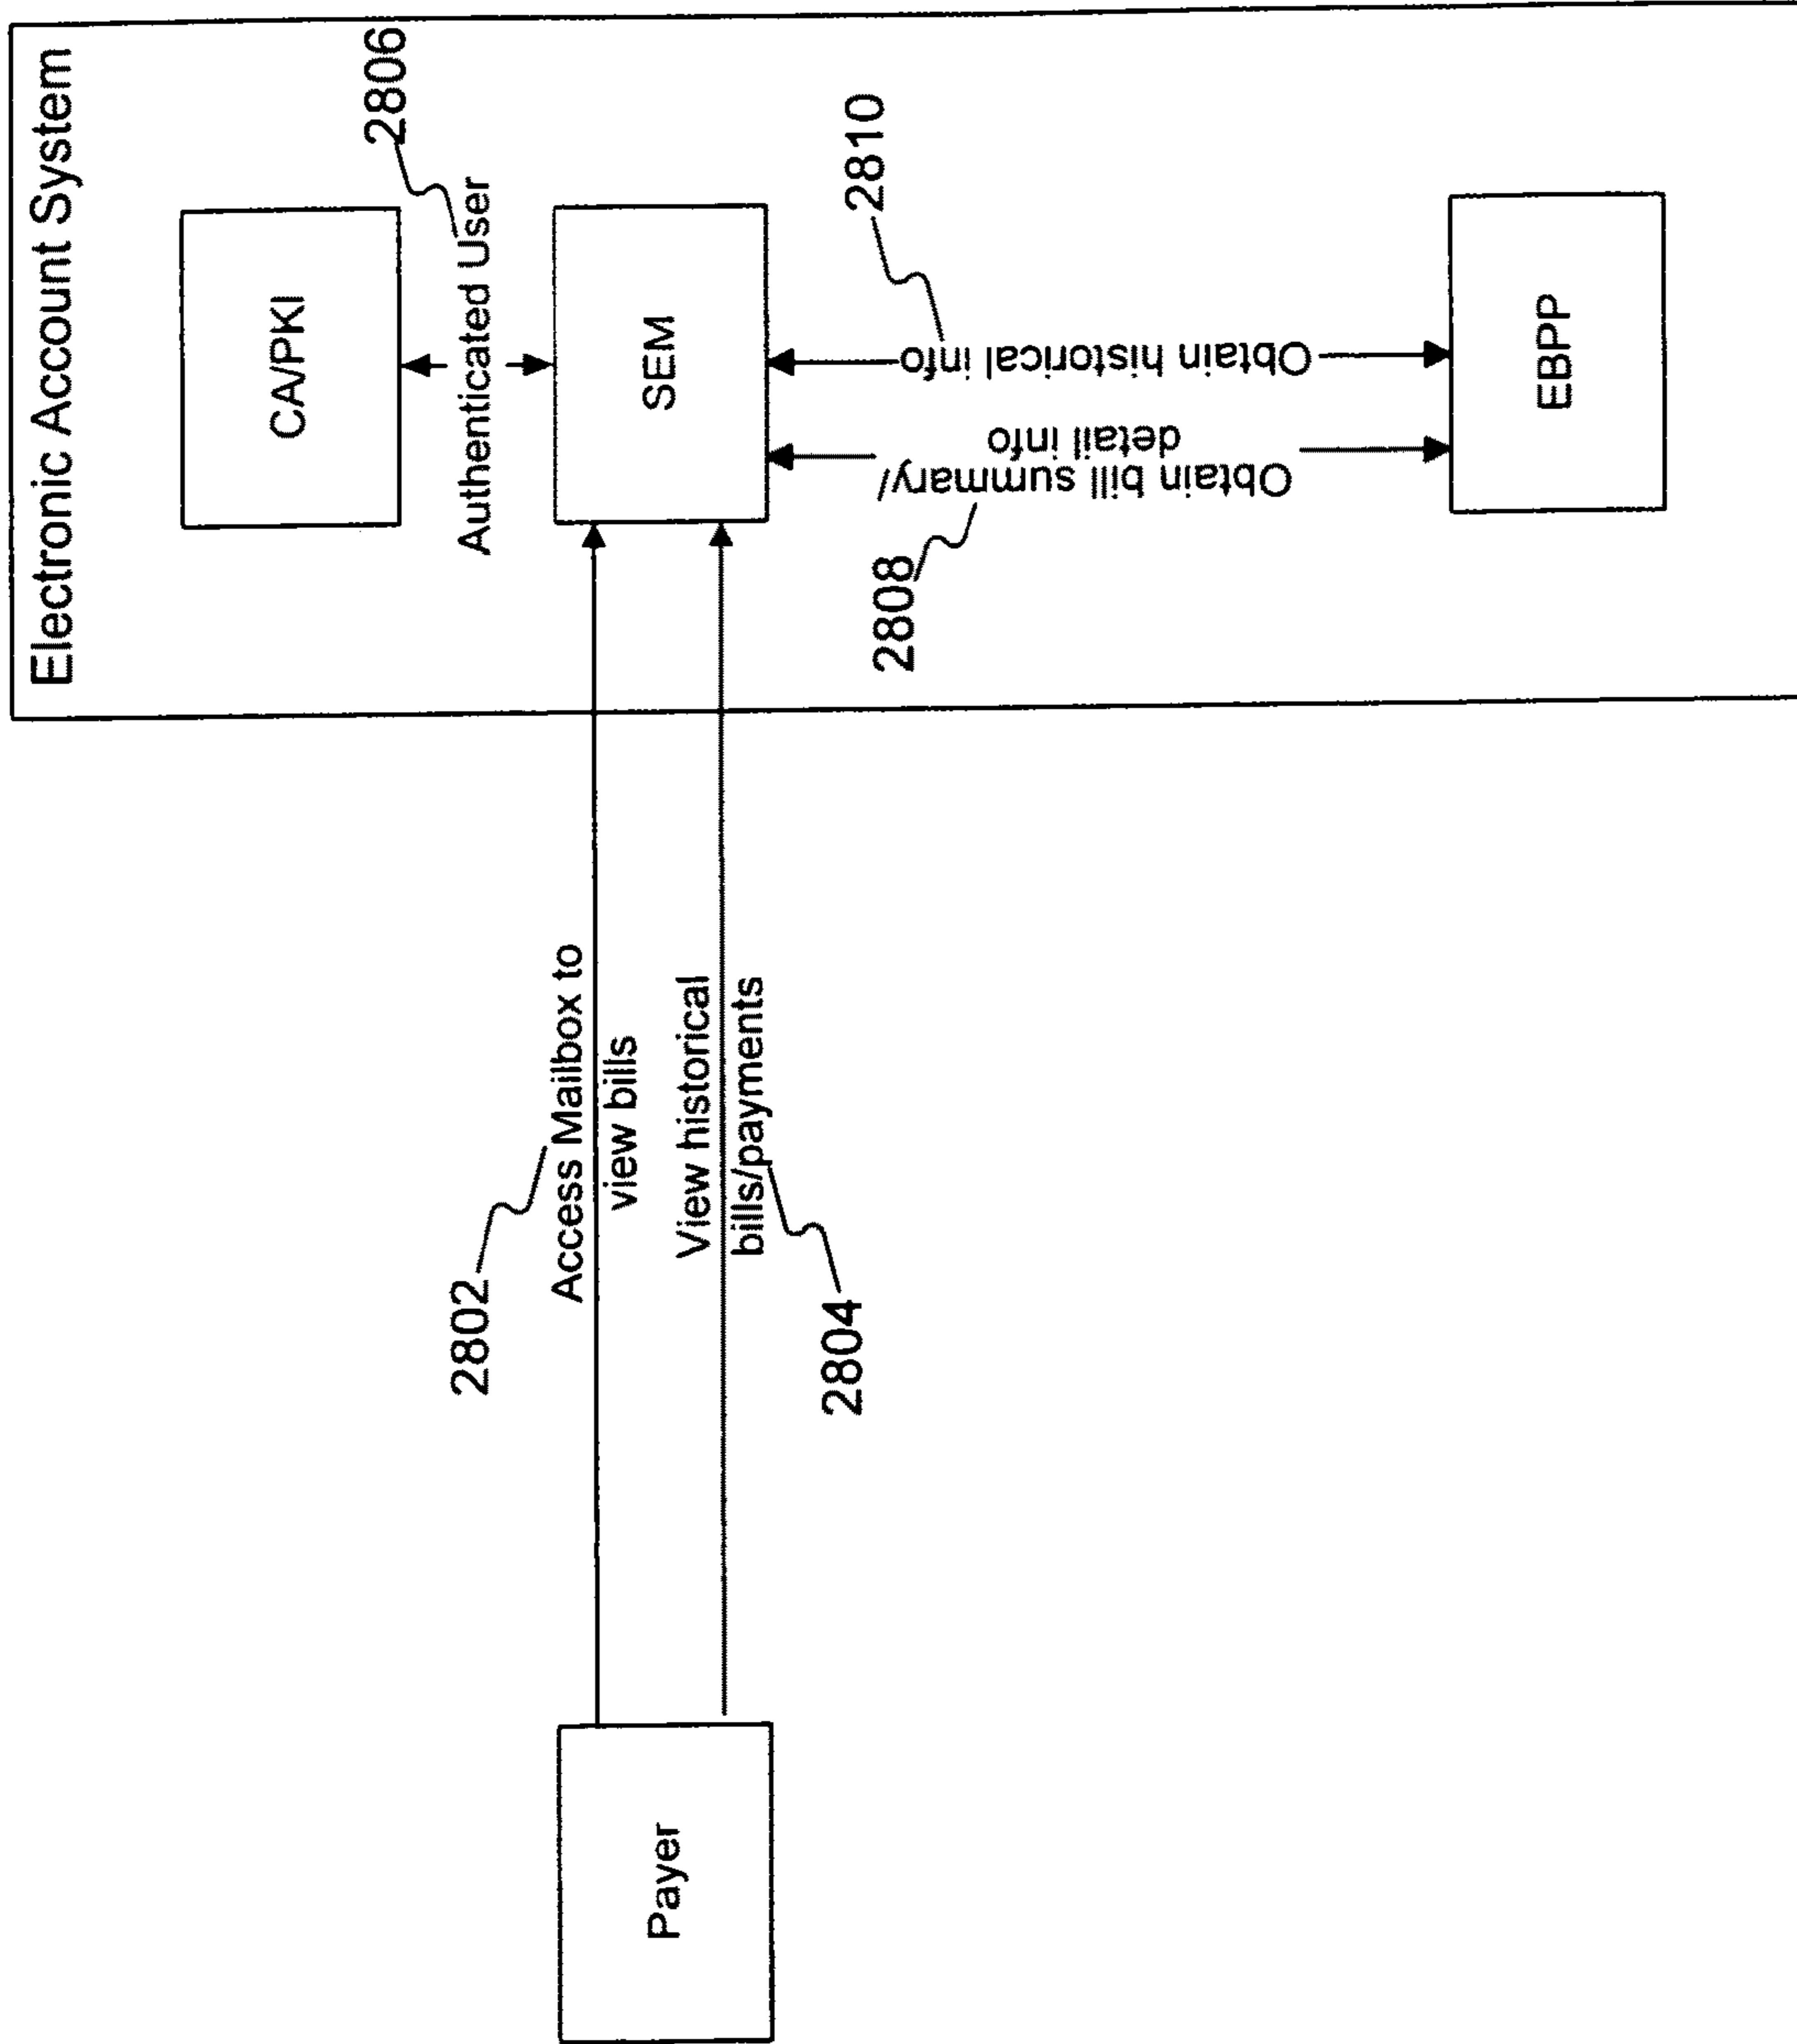 Electronic Account System
CA/PKI
2806
Authenticated User
SEM
2802
Access Mailbox to
view bills
View historical
bills/payments
2804
Payer
2808
Obtain bill summary/
detail info
2810
Obtain historical info
EBPP